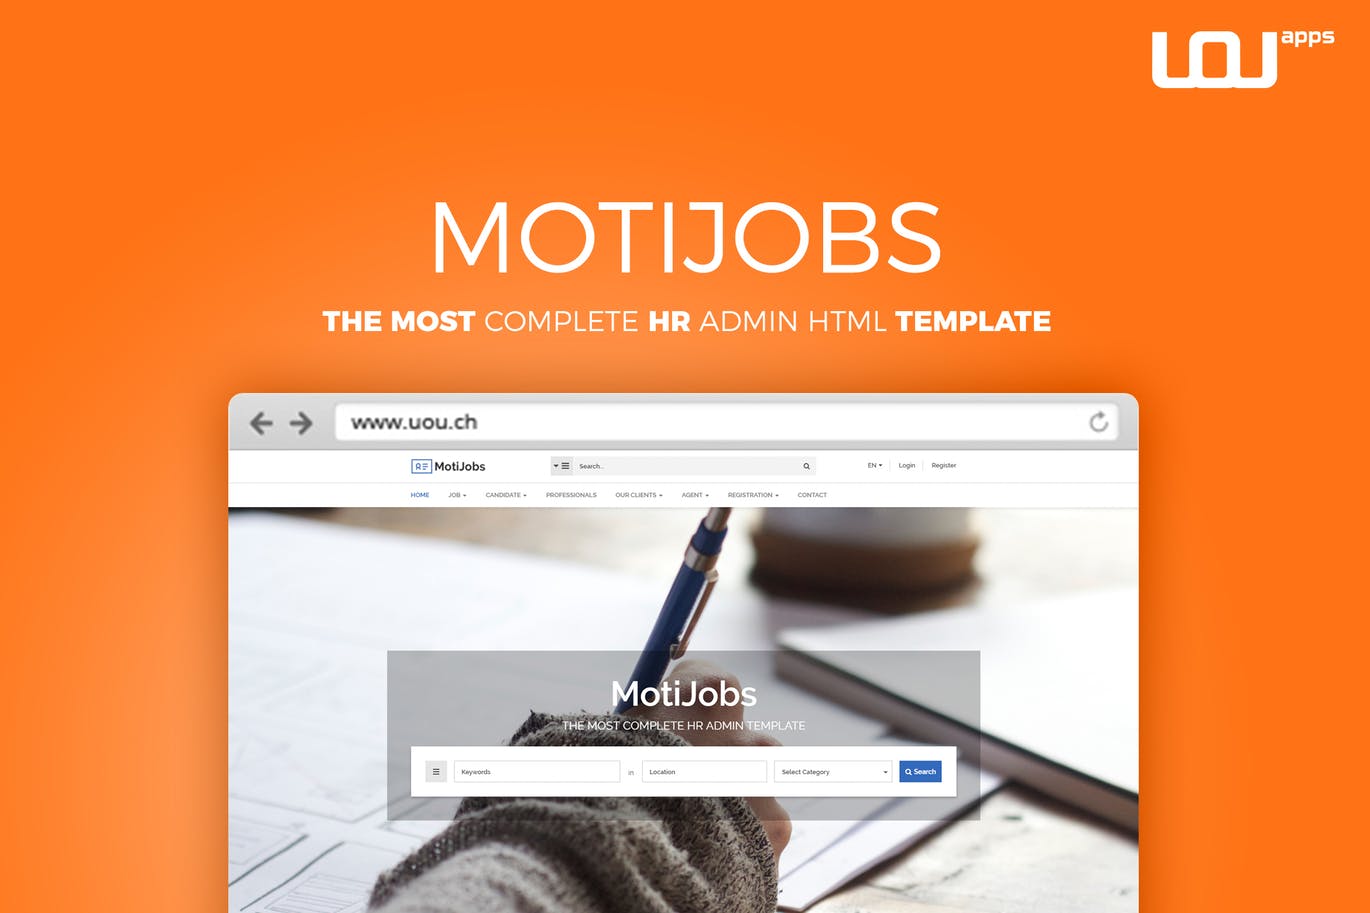 UOU apps
MOTIJOBS
THE MOST COMPLETE HR ADMIN HTML TEMPLATE
www.uou.ch
MotiJobs Search... EN Login Register
HOME JOB CANDIDATE PROFESSIONALS OUR CLIENTS AGENT REGISTRATION CONTACT
MotiJobs
THE MOST COMPLETE HR ADMIN TEMPLATE
Keywords in Location Select Category Search